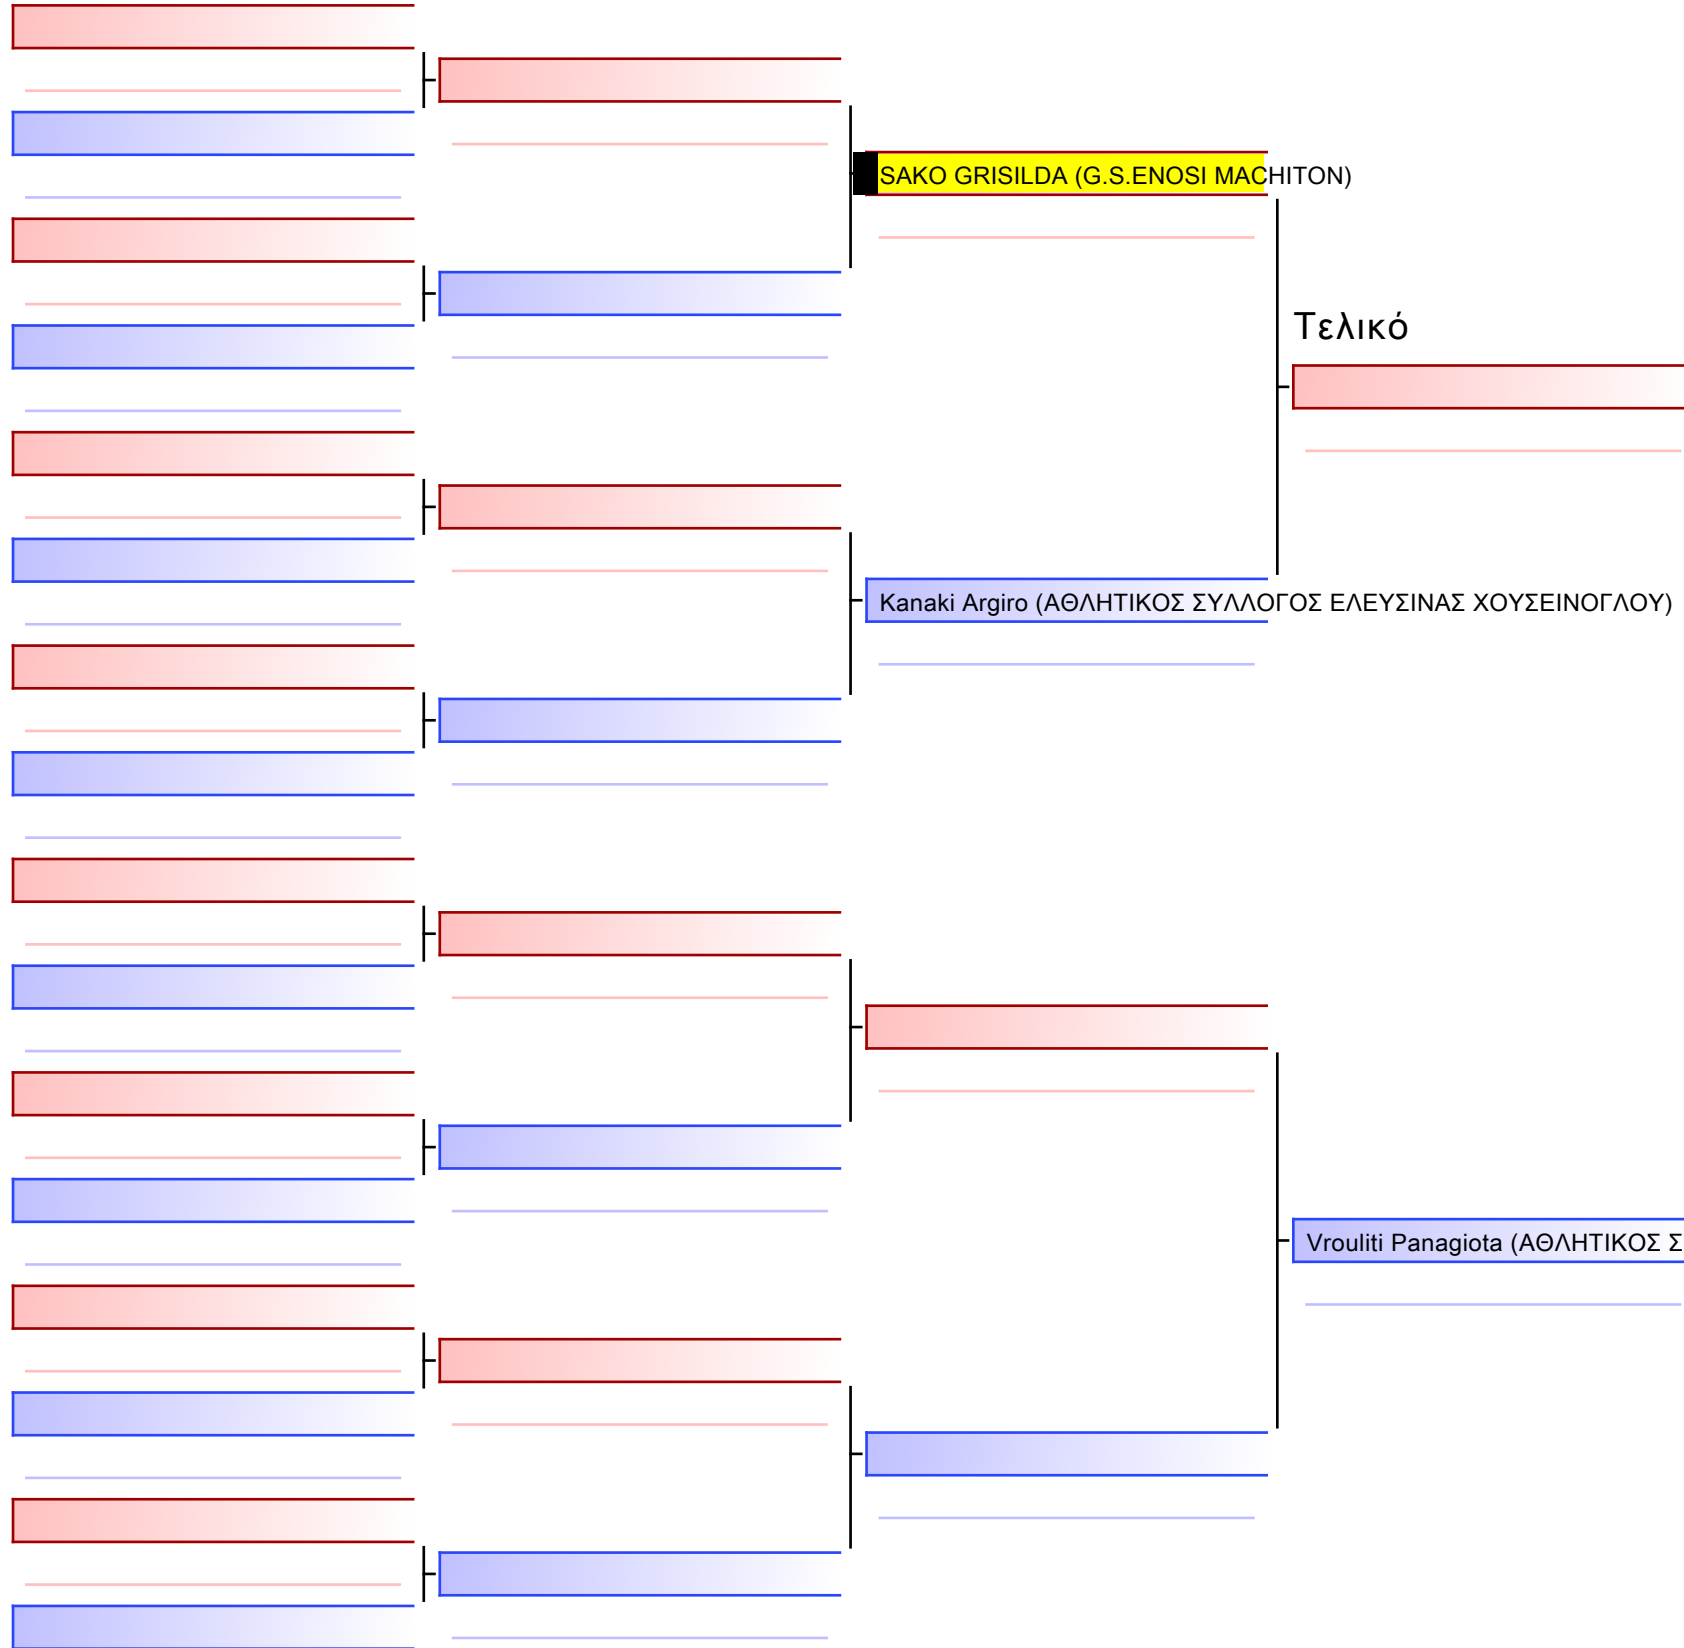 SAKO GRISILDA (G.S.ENOSI MACHITON)
Τελικό
Kanaki Argiro (ΑΘΛΗΤΙΚΟΣ ΣΥΛΛΟΓΟΣ ΕΛΕΥΣΙΝΑΣ ΧΟΥΣΕΙΝΟΓΛΟΥ)
Vrouliti Panagiota (ΑΘΛΗΤΙΚΟΣ Σ